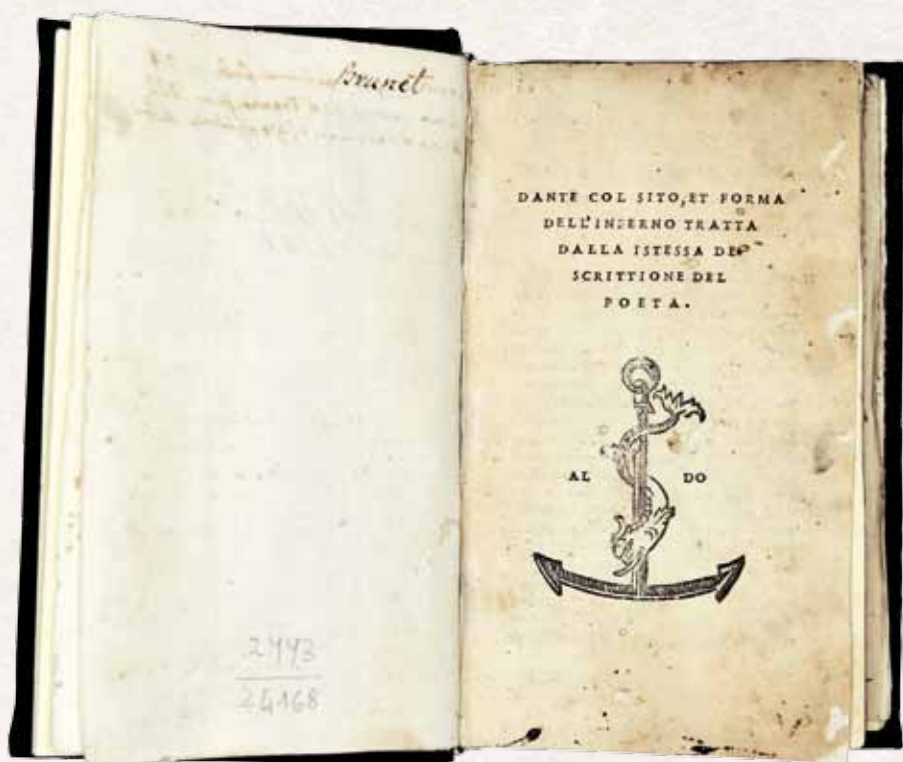 Brunet
2443
24168
DANTE COL SITO, ET FORMA
DELL'INFERNO TRATTA
DALLA ISTESSA DE
SCRITTIONE DEL
POETA.
AL DO